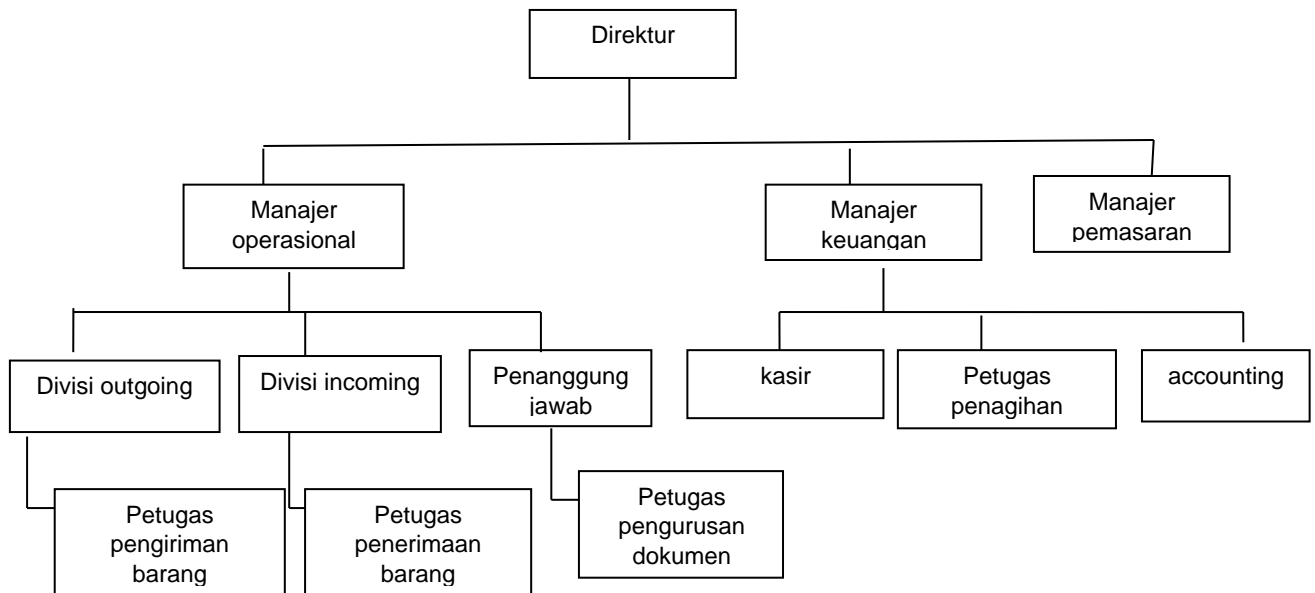 Direktur
Manajer
operasional
Manajer
keuangan
Manajer
pemasaran
Divisi outgoing
Divisi incoming
Penanggung
jawab
kasir
Petugas
penagihan
accounting
Petugas
pengiriman
barang
Petugas
penerimaan
barang
Petugas
pengurusan
dokumen